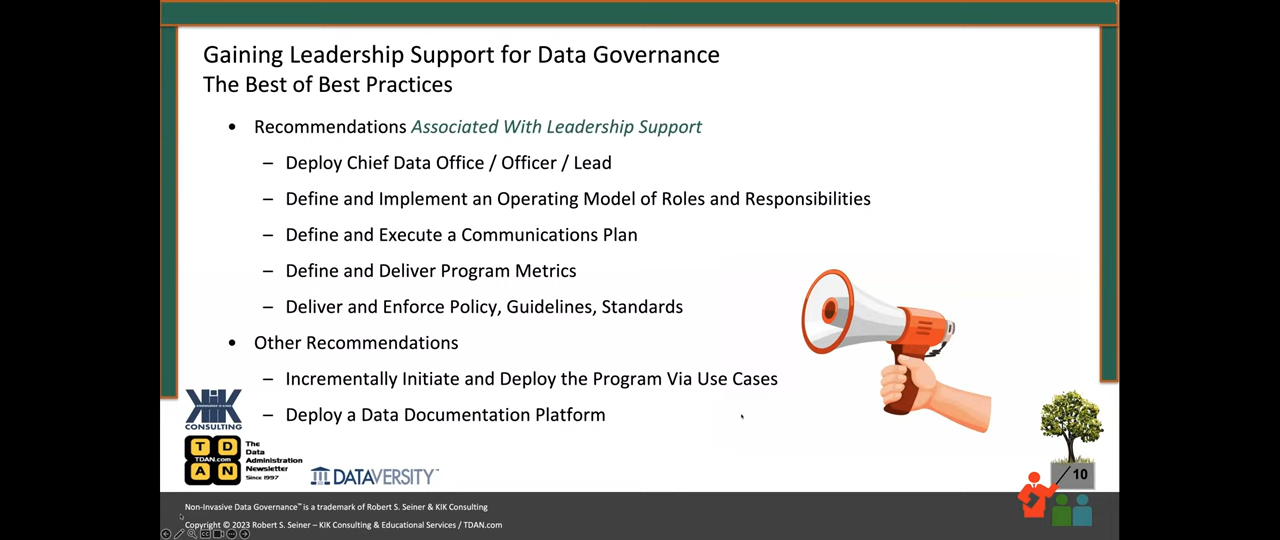 Gaining Leadership Support for Data Governance
The Best of Best Practices
• Recommendations Associated With Leadership Support
– Deploy Chief Data Office / Officer / Lead
– Define and Implement an Operating Model of Roles and Responsibilities
– Define and Execute a Communications Plan
– Define and Deliver Program Metrics
– Deliver and Enforce Policy, Guidelines, Standards
• Other Recommendations
– Incrementally Initiate and Deploy the Program Via Use Cases
– Deploy a Data Documentation Platform
KIK
CONSULTING
T D
TDAN.com
A N
The
Data
Administration
Newsletter
Since 1997
DATAVERSITY™
10
Non-Invasive Data Governance™ is a trademark of Robert S. Seiner & KIK Consulting
Copyright © 2023 Robert S. Seiner – KIK Consulting & Educational Services / TDAN.com